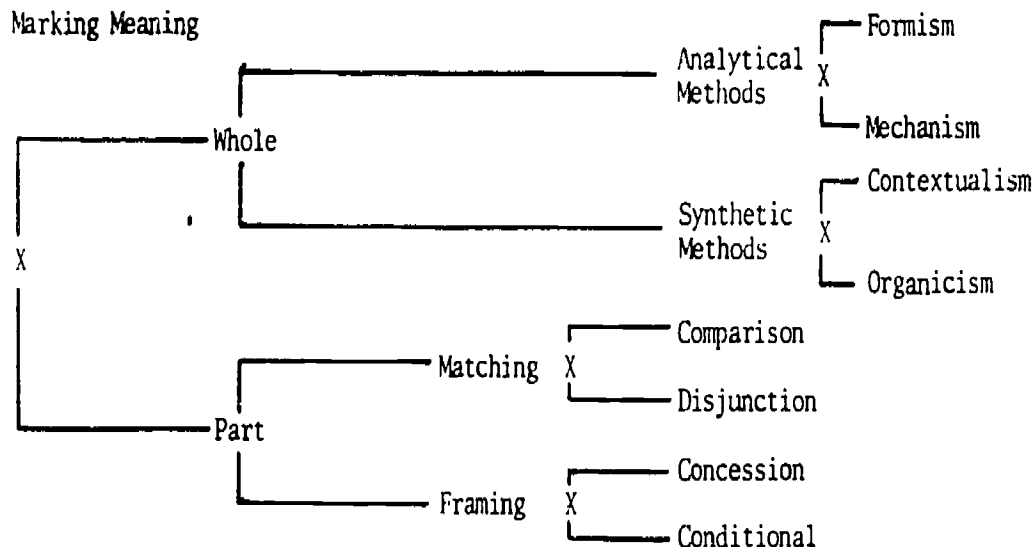 Marking Meaning
Formism
Analytical
Methods
X
Mechanism
Whole
Contextualism
Synthetic
Methods
X
Organicism
X
Comparison
Matching
X
Disjunction
Part
Concession
Framing
X
Conditional